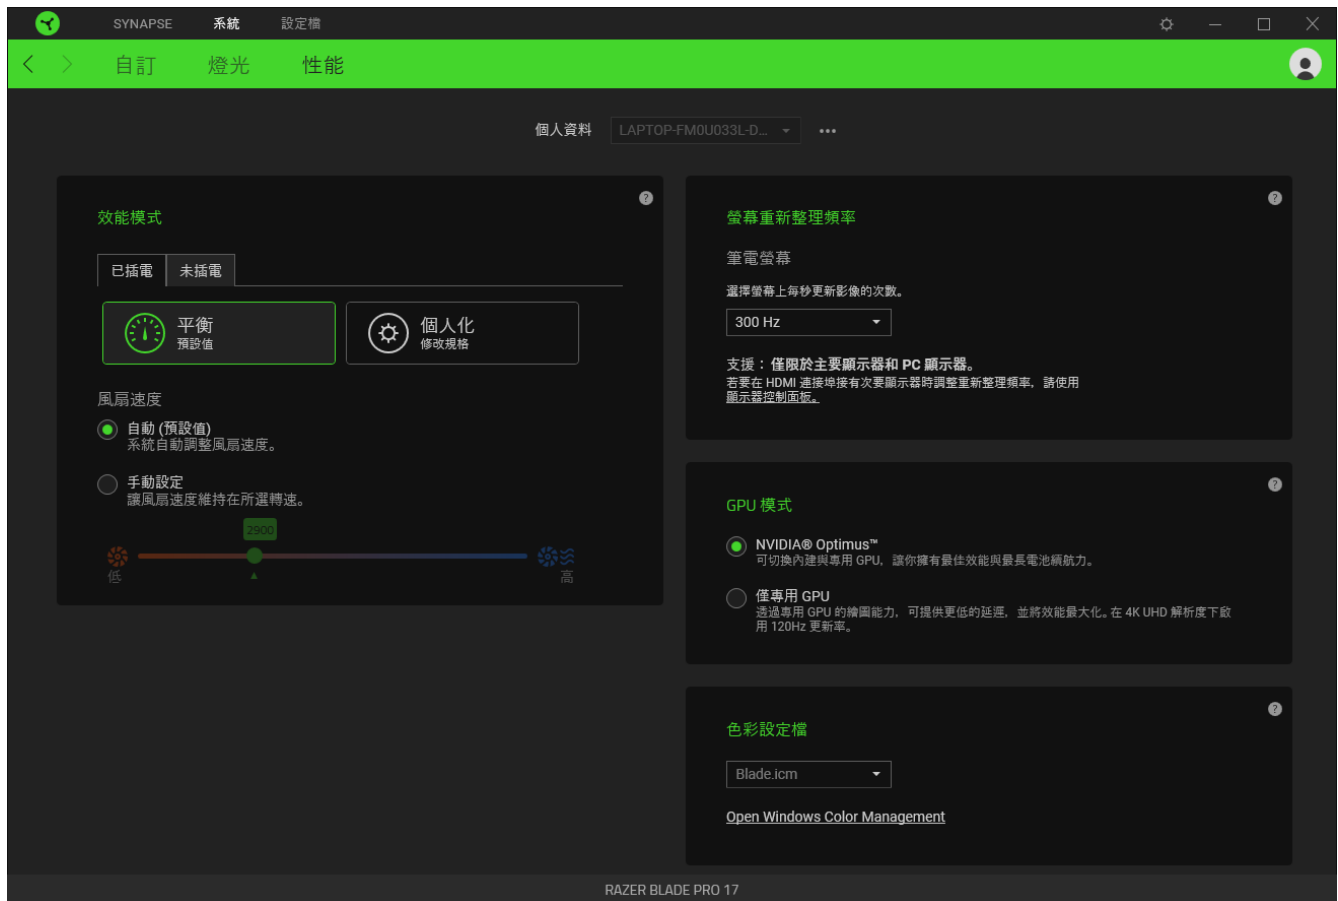 SYNAPSE 系統 設定檔
自訂 燈光 性能
個人資料 LAPTOP-FM0U033L-D...
效能模式
已插電 未插電
平衡
預設值
個人化
修改規格
風扇速度
自動 (預設值)
系統自動調整風扇速度。
手動設定
讓風扇速度維持在所選轉速。
2900
低 高
螢幕重新整理頻率
筆電螢幕
選擇螢幕上每秒更新影像的次數。
300 Hz
支援：僅限於主要顯示器和 PC 顯示器。
若要在 HDMI 連接埠接有次要顯示器時調整重新整理頻率，請使用
顯示器控制面板。
GPU 模式
NVIDIA® Optimus™
可切換內建與專用 GPU，讓你擁有最佳效能與最長電池續航力。
僅專用 GPU
透過專用 GPU 的繪圖能力，可提供更低的延遲，並將效能最大化。在 4K UHD 解析度下啟
用 120Hz 更新率。
色彩設定檔
Blade.icm
Open Windows Color Management
RAZER BLADE PRO 17